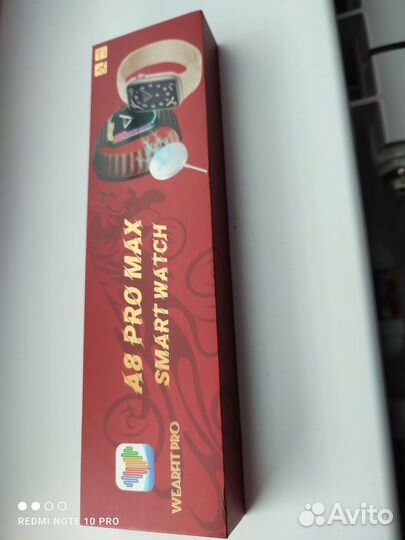 A8 PRO MAX
SMART WATCH
WEARFIT PRO
REDMI NOTE 10 PRO
Avito